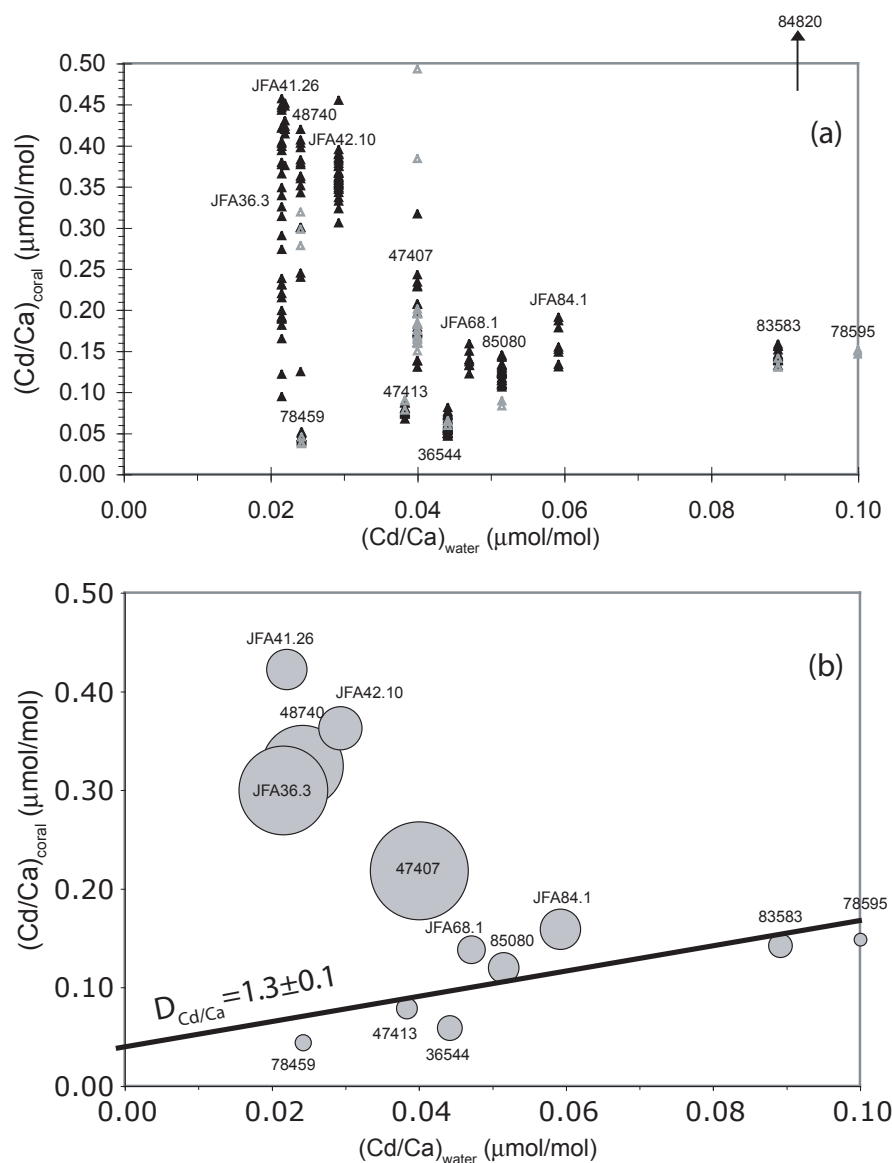 84820
0.50
JFA41.26
0.45
48740
(a)
0.40
JFA42.10
0.35
JFA36.3
0.30
47407
0.25
(Cd/Ca)coral (µmol/mol)
JFA84.1
0.20
JFA68.1
83583
78595
85080
0.15
47413
0.10
78459
0.05
36544
0.00
0.00 0.02 0.04 0.06 0.08 0.10
(Cd/Ca)water (µmol/mol)
0.50
JFA41.26
(b)
JFA42.10
0.40
48740
(Cd/Ca)coral (µmol/mol)
JFA36.3
0.30
47407
0.20
JFA84.1
78595
JFA68.1
83583
85080
DCd/Ca=1.3±0.1
0.10
47413
36544
78459
0.00
0.00 0.02 0.04 0.06 0.08 0.10
(Cd/Ca)water (µmol/mol)